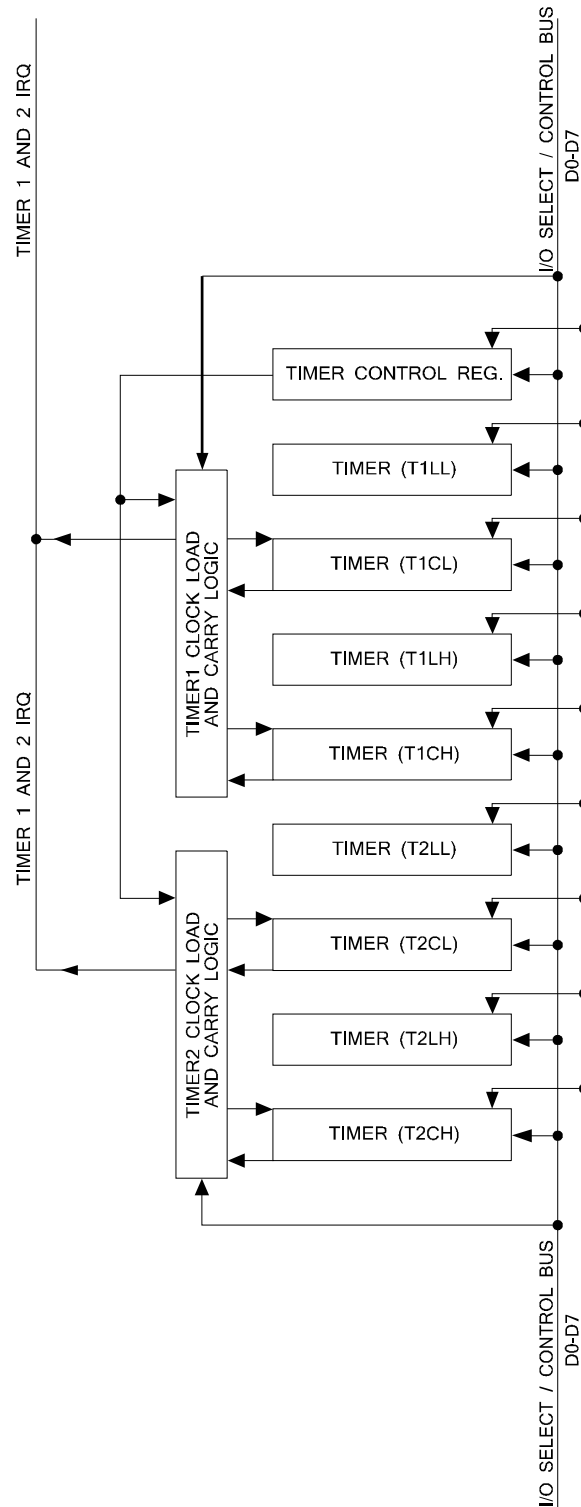 TIMER 1 AND 2 IRQ
I/O SELECT / CONTROL BUS
D0-D7
TIMER CONTROL REG.
TIMER (T1LL)
TIMER1 CLOCK LOAD
AND CARRY LOGIC
TIMER (T1CL)
TIMER (T1LH)
TIMER (T1CH)
TIMER 1 AND 2 IRQ
TIMER (T2LL)
TIMER2 CLOCK LOAD
AND CARRY LOGIC
TIMER (T2CL)
TIMER (T2LH)
TIMER (T2CH)
I/O SELECT / CONTROL BUS
D0-D7